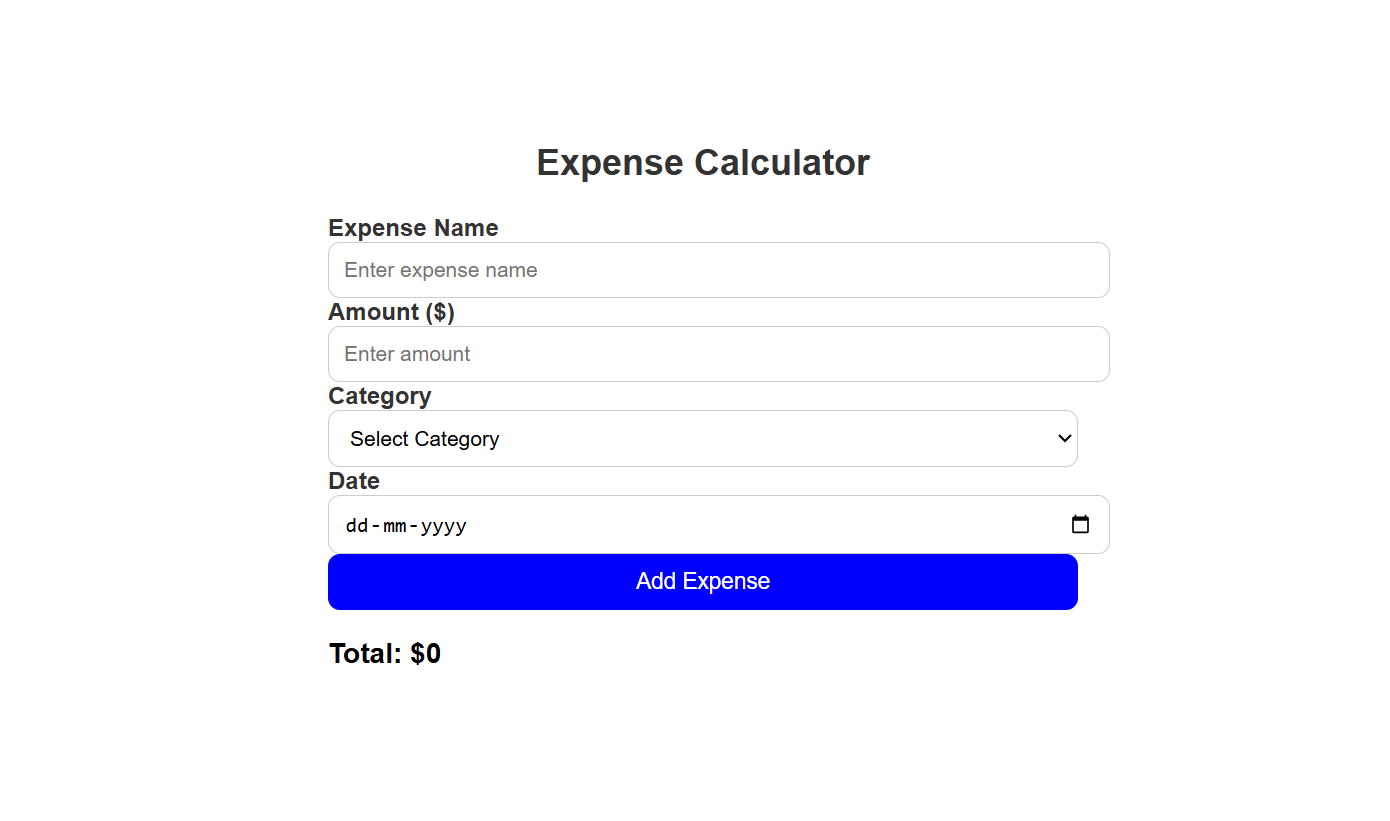 Expense Calculator
Expense Name
Enter expense name
Amount ($)
Enter amount
Category
Select Category
Date
dd-mm-yyyy
Add Expense
Total: $0